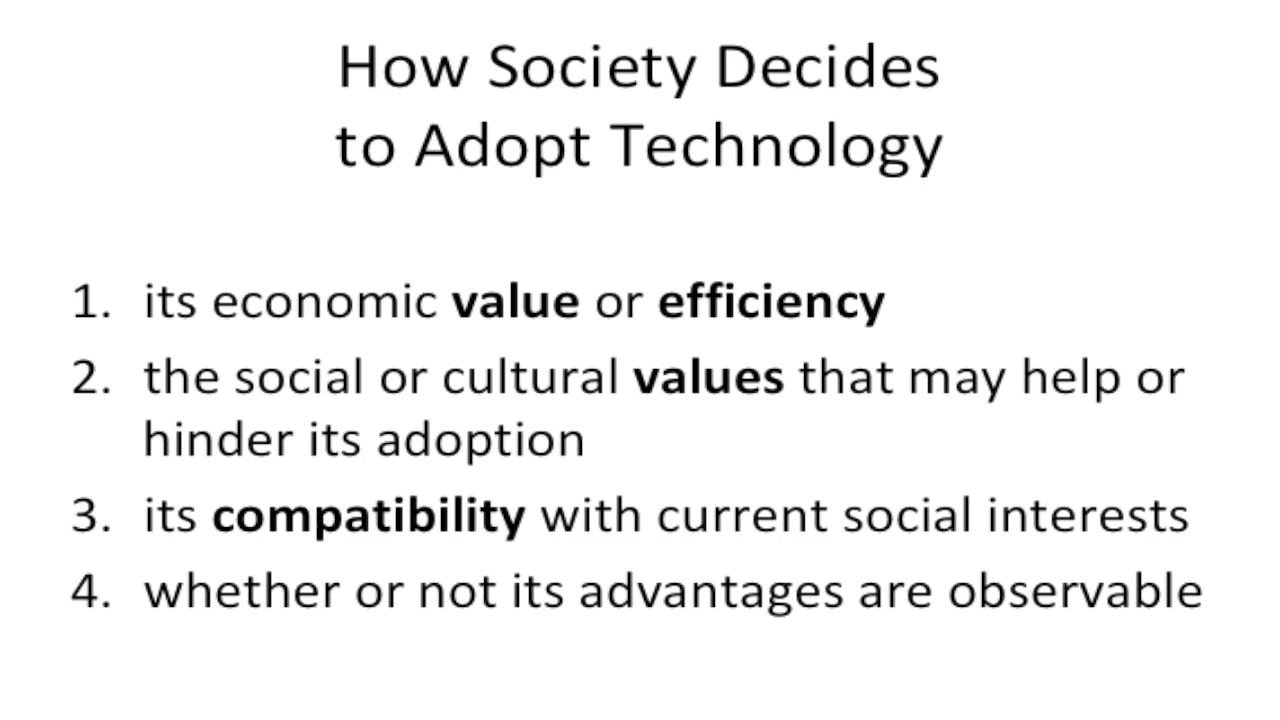 How Society Decides
to Adopt Technology
1. its economic value or efficiency
2. the social or cultural values that may help or
hinder its adoption
3. its compatibility with current social interests
4. whether or not its advantages are observable